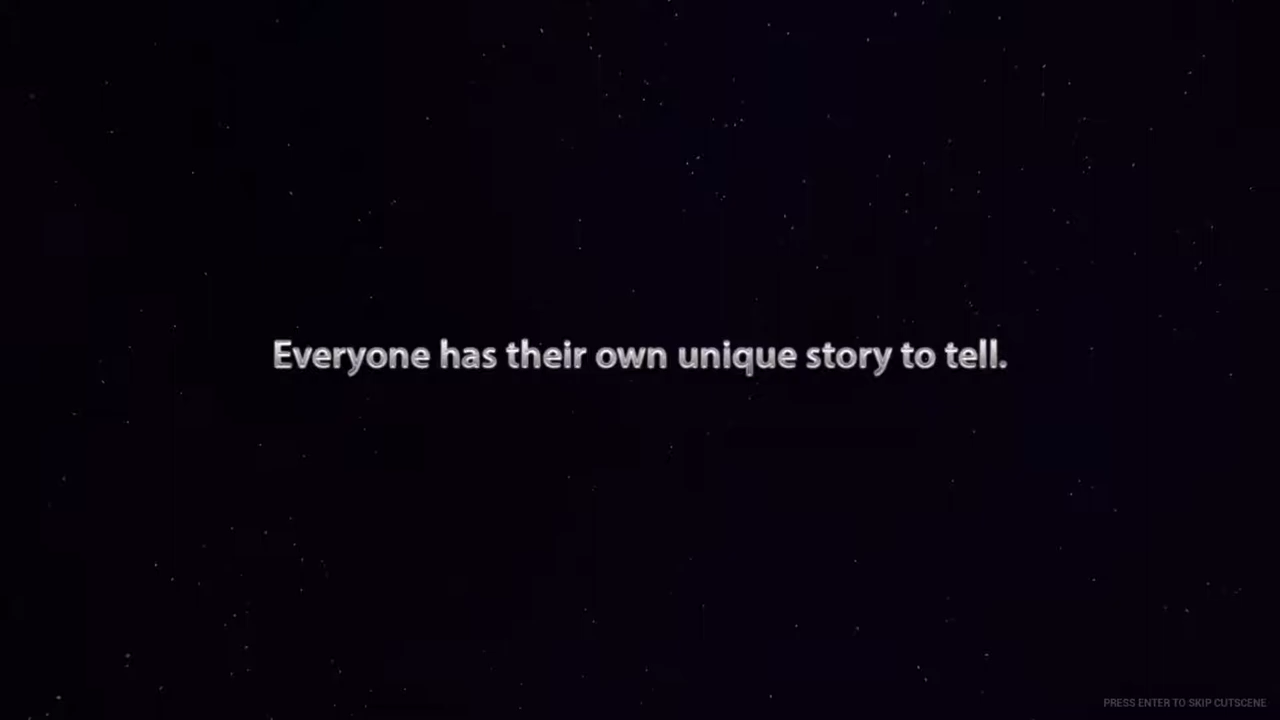 Everyone has their own unique story to tell.
PRESS ENTER TO SKIP CUTSCENE